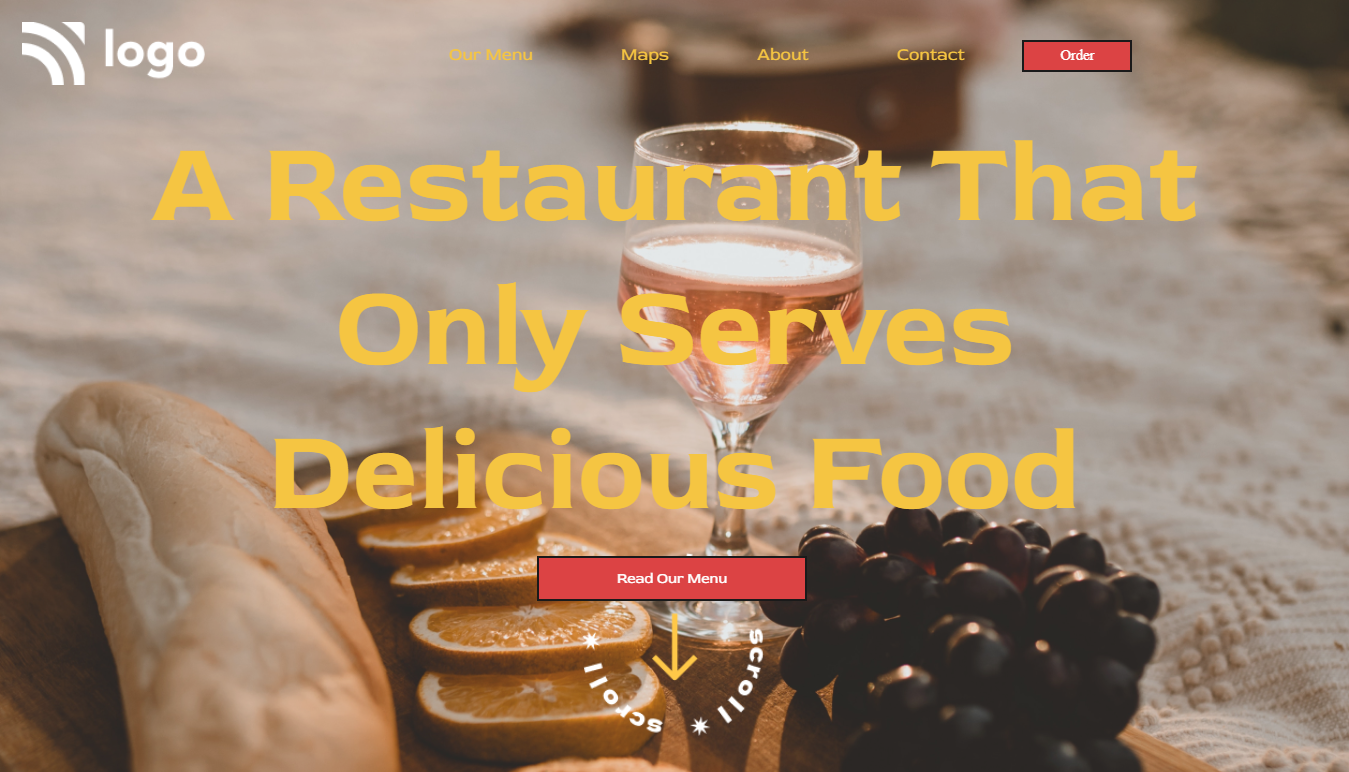 logo
Our Menu Maps About Contact Order
A Restaurant That
Only Serves
Delicious Food
Read Our Menu
scroll scroll